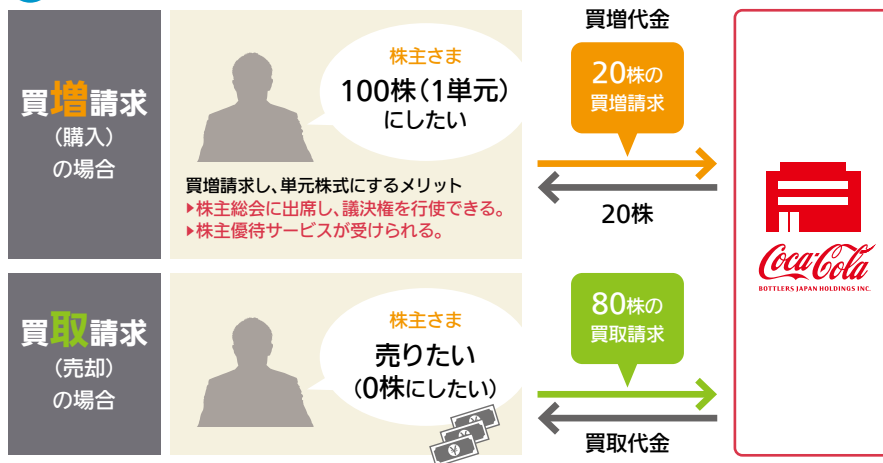 買増請求
（購入）
の場合
株主さま
100株（1単元）
にしたい
買増請求し、単元株式にするメリット
▶株主総会に出席し、議決権を行使できる。
▶株主優待サービスが受けられる。
買増代金
20株の
買増請求
20株
買取請求
（売却）
の場合
株主さま
売りたい
（0株にしたい）
80株の
買取請求
買取代金
Coca-Cola
BOTTLERS JAPAN HOLDINGS INC.